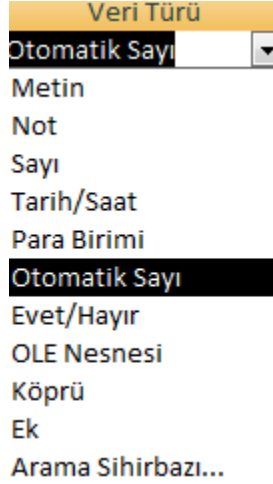 Veri Türü
Otomatik Sayı
Metin
Not
Sayı
Tarih/Saat
Para Birimi
Otomatik Sayı
Evet/Hayır
OLE Nesnesi
Köprü
Ek
Arama Sihirbazı...